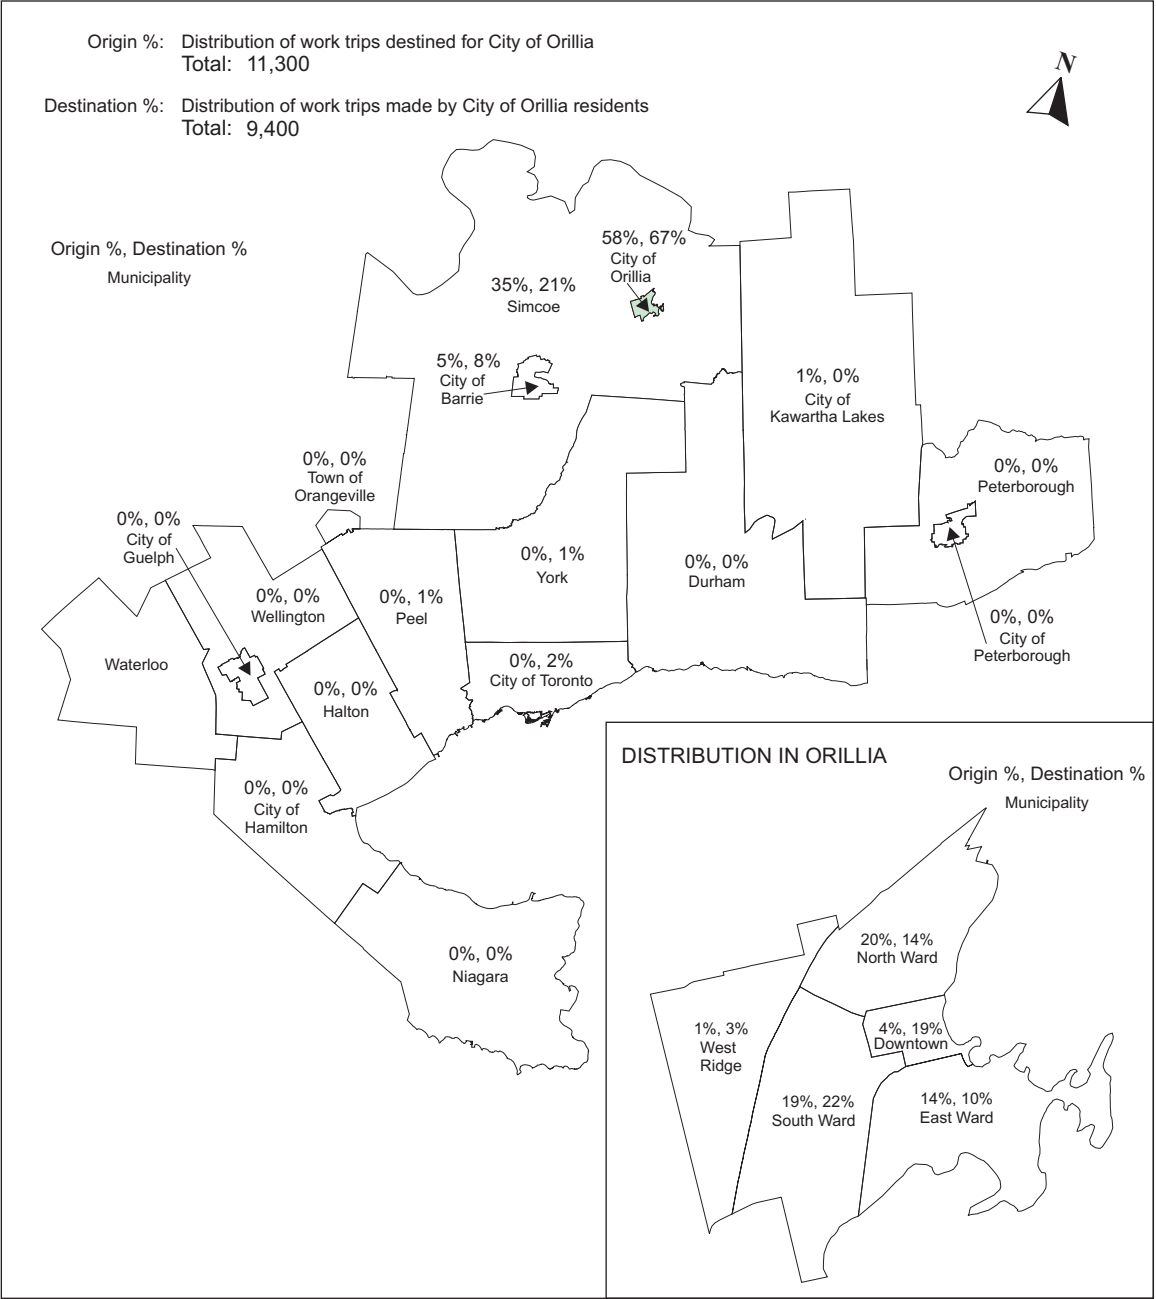 Origin %: Distribution of work trips destined for City of Orillia
Total: 11,300
Destination %: Distribution of work trips made by City of Orillia residents
Total: 9,400
N
Origin %, Destination %
Municipality
58%, 67%
City of
Orillia
35%, 21%
Simcoe
5%, 8%
City of
Barrie
1%, 0%
City of
Kawartha Lakes
0%, 0%
Town of
Orangeville
0%, 0%
Peterborough
0%, 0%
City of
Guelph
0%, 1%
York
0%, 0%
Durham
0%, 0%
Wellington
0%, 1%
Peel
0%, 0%
City of
Peterborough
Waterloo
0%, 2%
City of Toronto
0%, 0%
Halton
0%, 0%
City of
Hamilton
0%, 0%
Niagara
DISTRIBUTION IN ORILLIA
Origin %, Destination %
Municipality
20%, 14%
North Ward
1%, 3%
West
Ridge
4%, 19%
Downtown
19%, 22%
South Ward
14%, 10%
East Ward